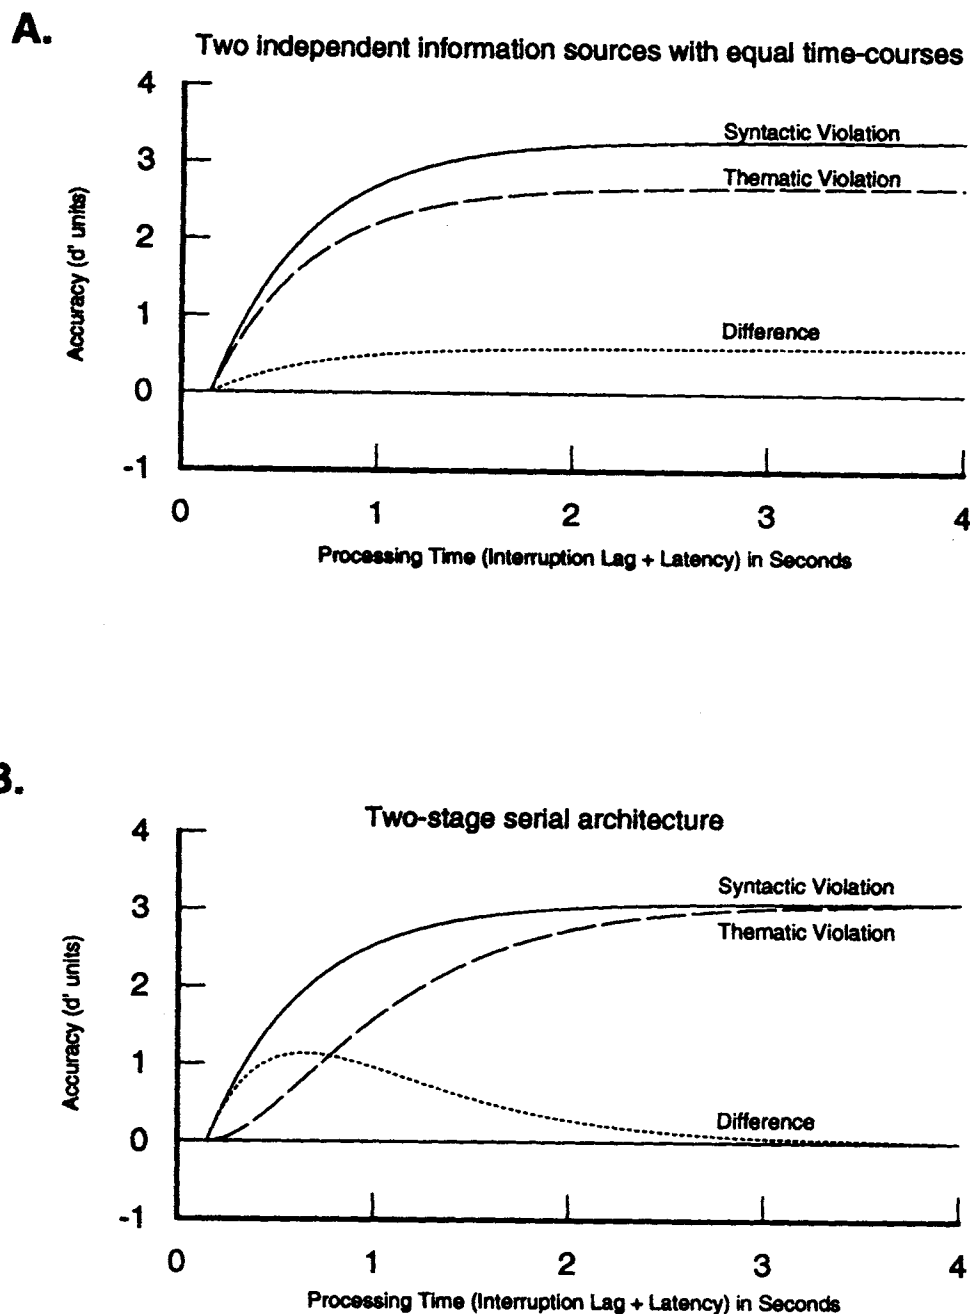 A.
Two independent information sources with equal time-courses
4
3
2
1
0
-1
Accuracy (d' units)
Syntactic Violation
Thematic Violation
Difference
0 1 2 3 4
Processing Time (Interruption Lag + Latency) in Seconds
B.
Two-stage serial architecture
4
3
2
1
0
-1
Accuracy (d' units)
Syntactic Violation
Thematic Violation
Difference
0 1 2 3 4
Processing Time (Interruption Lag + Latency) in Seconds